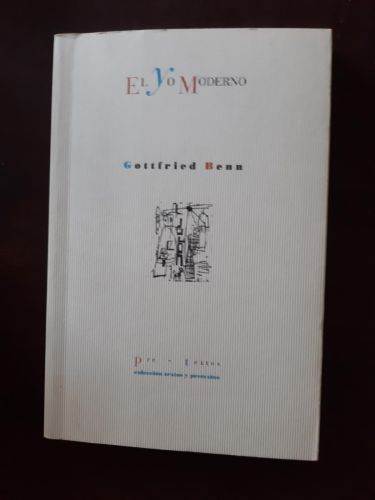 EL yo MODERNO
Gottfried Benn
pre - textos
colección textos y pretextos